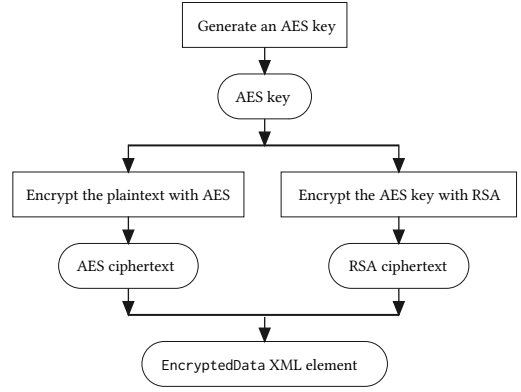 Generate an AES key
AES key
Encrypt the plaintext with AES
Encrypt the AES key with RSA
AES ciphertext
RSA ciphertext
EncryptedData XML element